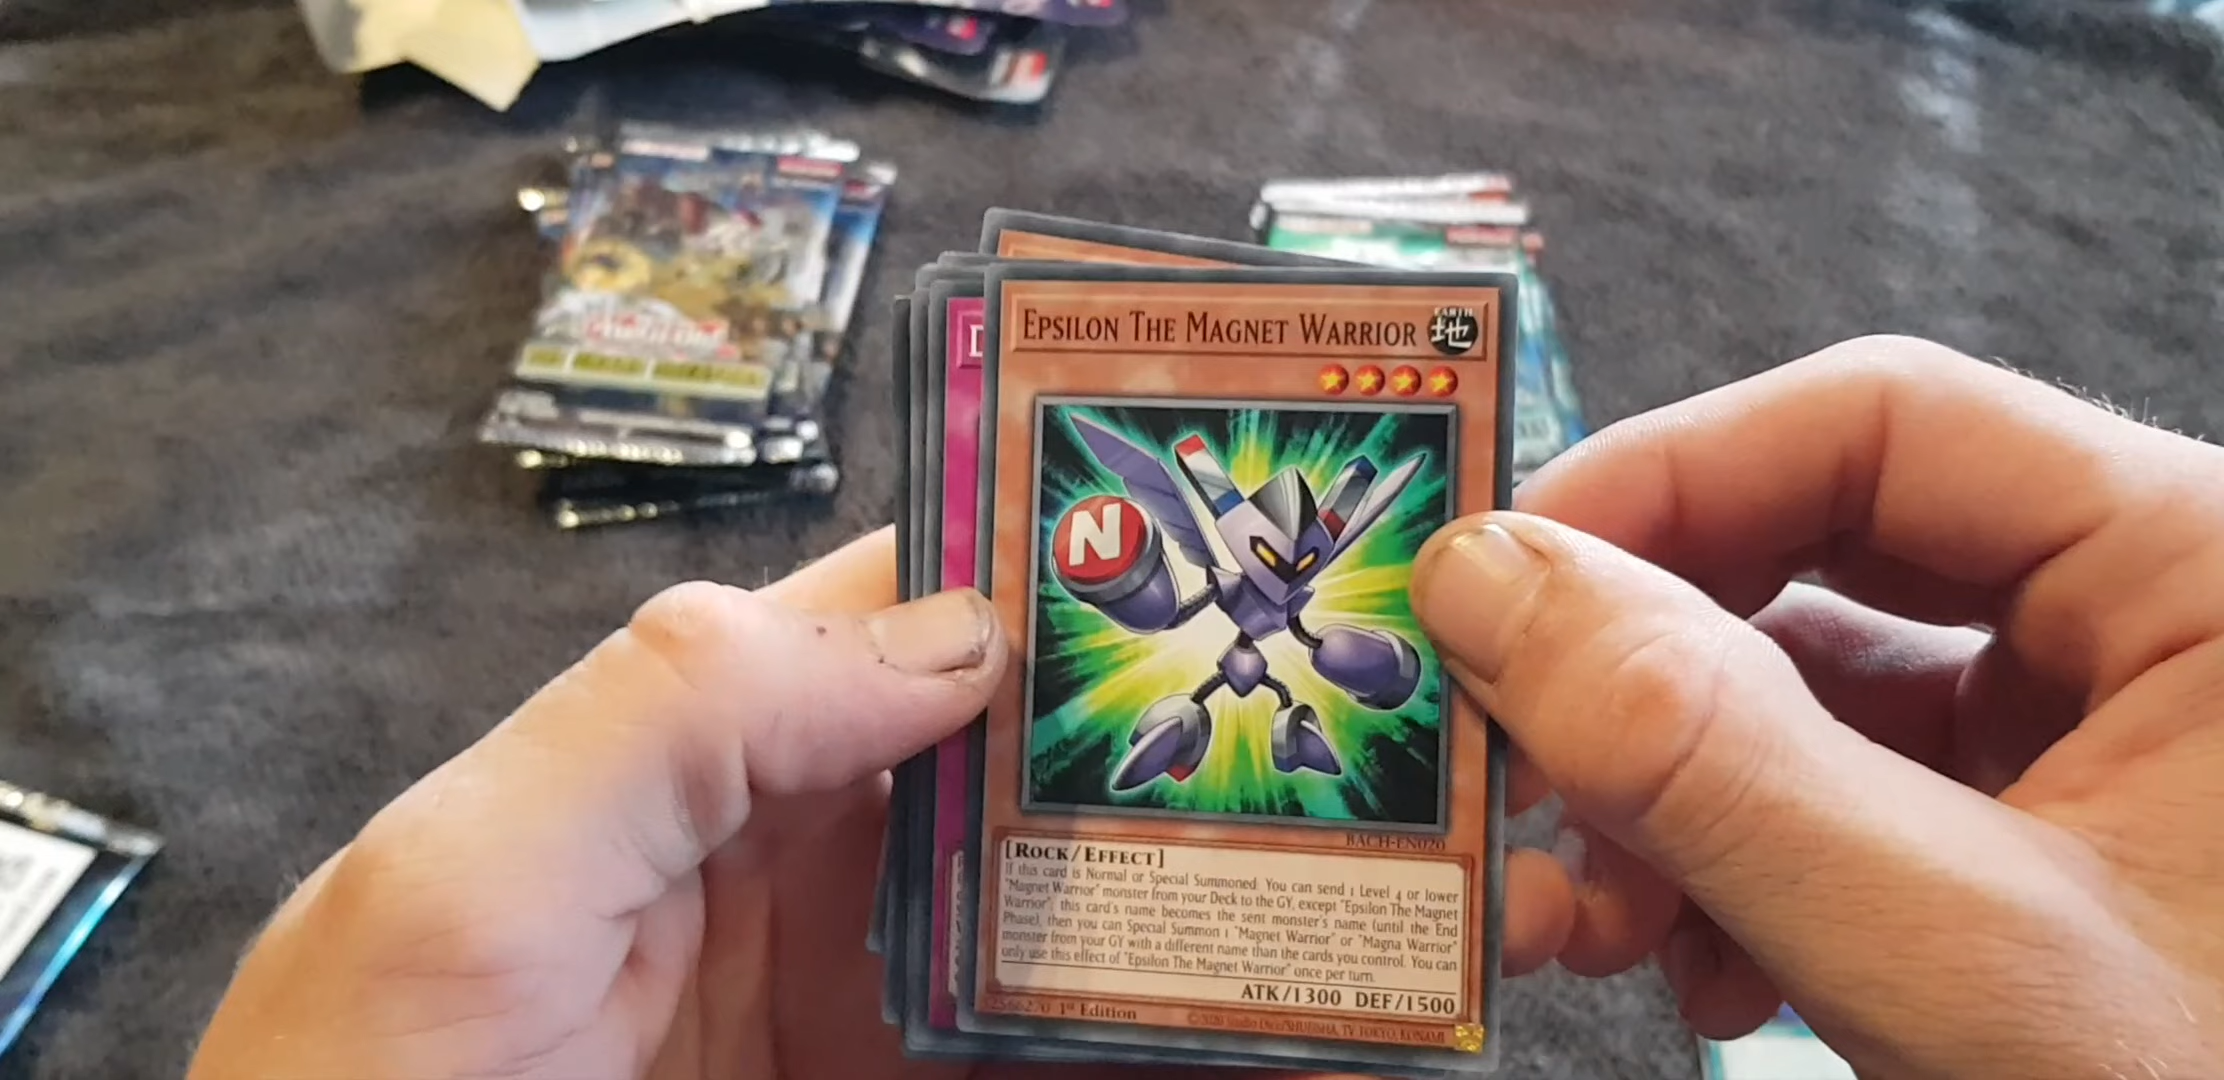 EPSILON THE MAGNET WARRIOR
EARTH
地
D
N
BACH-EN020
[ROCK/EFFECT]
If this card is Normal or Special Summoned: You can send 1 Level 4 or lower
"Magnet Warrior" monster from your Deck to the GY, except "Epsilon The Magnet
Warrior"; this card's name becomes the sent monster's name (until the End
Phase), then you can Special Summon 1 "Magnet Warrior" or "Magna Warrior"
monster from your GY with a different name than the cards you control. You can
only use this effect of "Epsilon The Magnet Warrior" once per turn.
ATK/1300 DEF/1500
1st Edition
©2020 Studio Dice/SHUEISHA, TV TOKYO, KONAMI